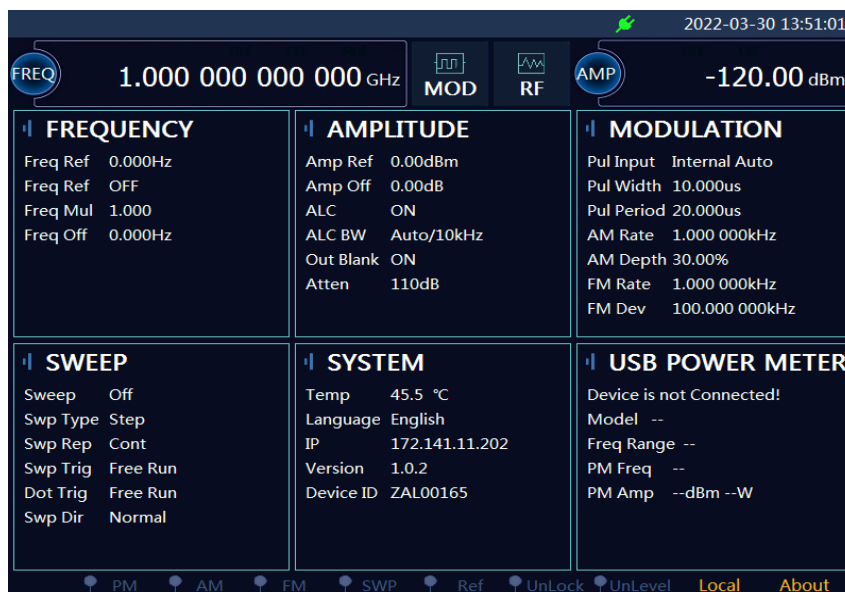 2022-03-30 13:51:01
FREQ 1.000 000 000 000 GHz MOD RF AMP -120.00 dBm
FREQUENCY
Freq Ref 0.000Hz
Freq Ref OFF
Freq Mul 1.000
Freq Off 0.000Hz
AMPLITUDE
Amp Ref 0.00dBm
Amp Off 0.00dB
ALC ON
ALC BW Auto/10kHz
Out Blank ON
Atten 110dB
MODULATION
Pul Input Internal Auto
Pul Width 10.000us
Pul Period 20.000us
AM Rate 1.000 000kHz
AM Depth 30.00%
FM Rate 1.000 000kHz
FM Dev 100.000 000kHz
SWEEP
Sweep Off
Swp Type Step
Swp Rep Cont
Swp Trig Free Run
Dot Trig Free Run
Swp Dir Normal
SYSTEM
Temp 45.5 ℃
Language English
IP 172.141.11.202
Version 1.0.2
Device ID ZAL00165
USB POWER METER
Device is not Connected!
Model --
Freq Range --
PM Freq --
PM Amp --dBm --W
PM AM FM SWP Ref UnLock UnLevel Local About